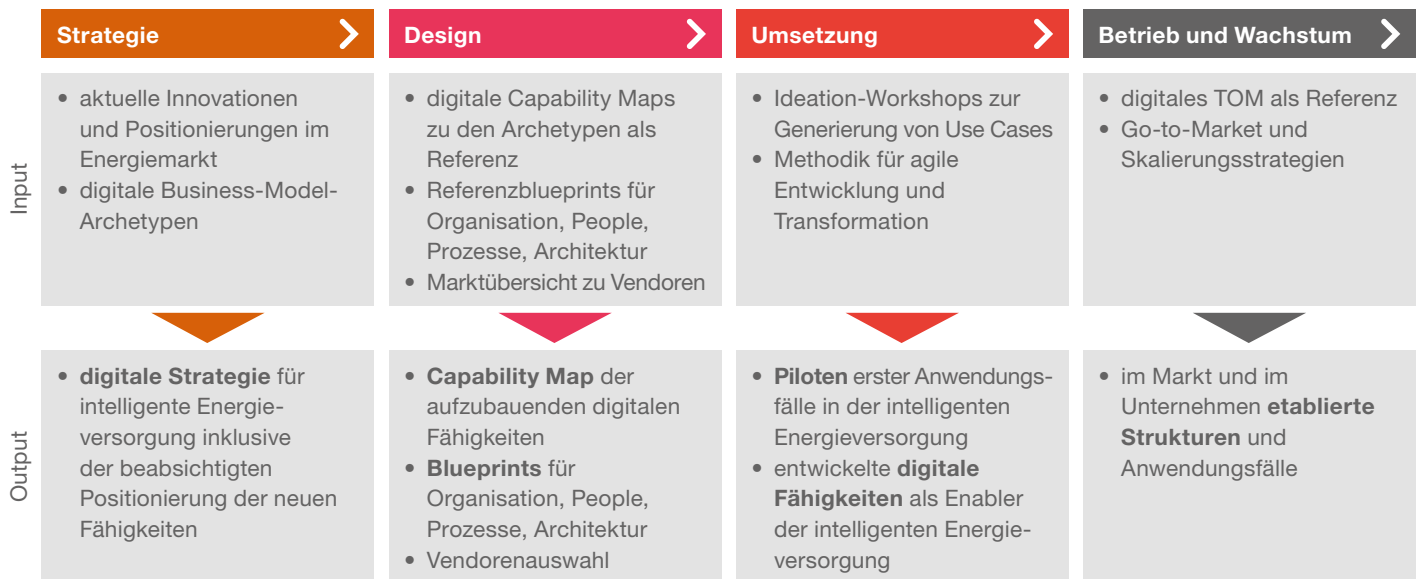 Strategie
Design
Umsetzung
Betrieb und Wachstum
Input
• aktuelle Innovationen
und Positionierungen im
Energiemarkt
• digitale Business-Model-
Archetypen
• digitale Capability Maps
zu den Archetypen als
Referenz
• Referenzblueprints für
Organisation, People,
Prozesse, Architektur
• Marktübersicht zu Vendoren
• Ideation-Workshops zur
Generierung von Use Cases
• Methodik für agile
Entwicklung und
Transformation
• digitales TOM als Referenz
• Go-to-Market und
Skalierungsstrategien
Output
• digitale Strategie für
intelligente Energie-
versorgung inklusive
der beabsichtigten
Positionierung der neuen
Fähigkeiten
• Capability Map der
aufzubauenden digitalen
Fähigkeiten
• Blueprints für
Organisation, People,
Prozesse, Architektur
• Vendorenauswahl
• Piloten erster Anwendungs-
fälle in der intelligenten
Energieversorgung
• entwickelte digitale
Fähigkeiten als Enabler
der intelligenten Energie-
versorgung
• im Markt und im
Unternehmen etablierte
Strukturen und
Anwendungsfälle